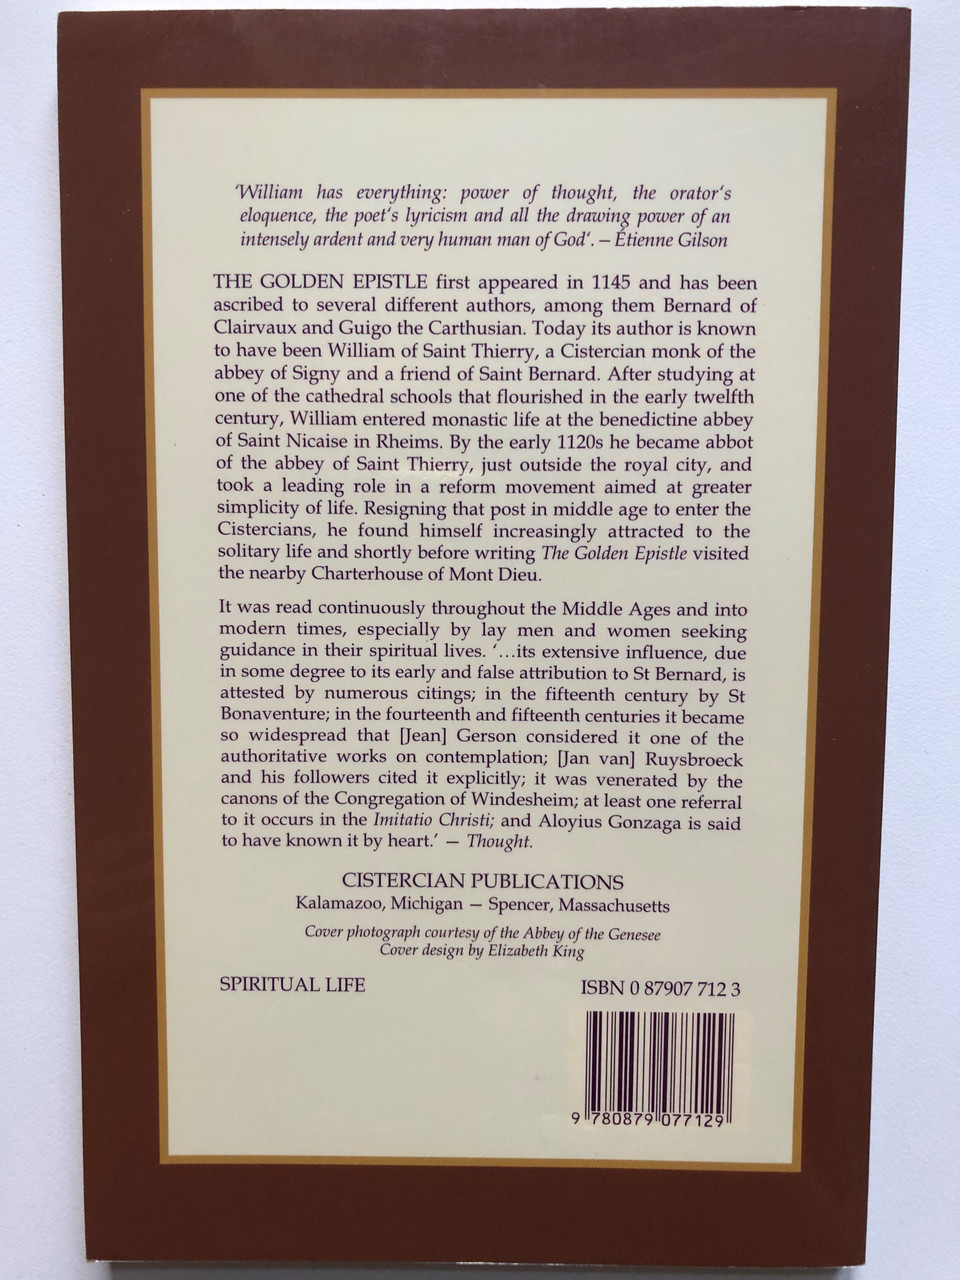 ‘William has everything: power of thought, the orator‘s
eloquence, the poet‘s lyricism and all the drawing power of an
intensely ardent and very human man of God‘. – Étienne Gilson
THE GOLDEN EPISTLE first appeared in 1145 and has been
ascribed to several different authors, among them Bernard of
Clairvaux and Guigo the Carthusian. Today its author is known
to have been William of Saint Thierry, a Cistercian monk of the
abbey of Signy and a friend of Saint Bernard. After studying at
one of the cathedral schools that flourished in the early twelfth
century, William entered monastic life at the benedictine abbey
of Saint Nicaise in Rheims. By the early 1120s he became abbot
of the abbey of Saint Thierry, just outside the royal city, and
took a leading role in a reform movement aimed at greater
simplicity of life. Resigning that post in middle age to enter the
Cistercians, he found himself increasingly attracted to the
solitary life and shortly before writing The Golden Epistle visited
the nearby Charterhouse of Mont Dieu.
It was read continuously throughout the Middle Ages and into
modern times, especially by lay men and women seeking
guidance in their spiritual lives. ‘…its extensive influence, due
in some degree to its early and false attribution to St Bernard, is
attested by numerous citings; in the fifteenth century by St
Bonaventure; in the fourteenth and fifteenth centuries it became
so widespread that [Jean] Gerson considered it one of the
authoritative works on contemplation; [Jan van] Ruysbroeck
and his followers cited it explicitly; it was venerated by the
canons of the Congregation of Windesheim; at least one referral
to it occurs in the Imitatio Christi; and Aloyius Gonzaga is said
to have known it by heart.’ — Thought.
CISTERCIAN PUBLICATIONS
Kalamazoo, Michigan — Spencer, Massachusetts
Cover photograph courtesy of the Abbey of the Genesee
Cover design by Elizabeth King
SPIRITUAL LIFE
ISBN 0 87907 712 3
9 780879 077129